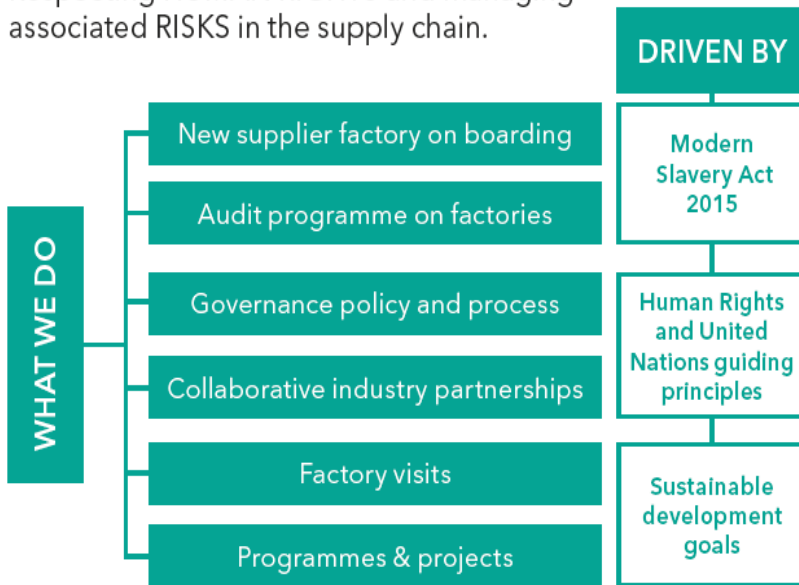 associated RISKS in the supply chain.
DRIVEN BY
WHAT WE DO
New supplier factory on boarding
Audit programme on factories
Governance policy and process
Collaborative industry partnerships
Factory visits
Programmes & projects
Modern
Slavery Act
2015
Human Rights
and United
Nations guiding
principles
Sustainable
development
goals